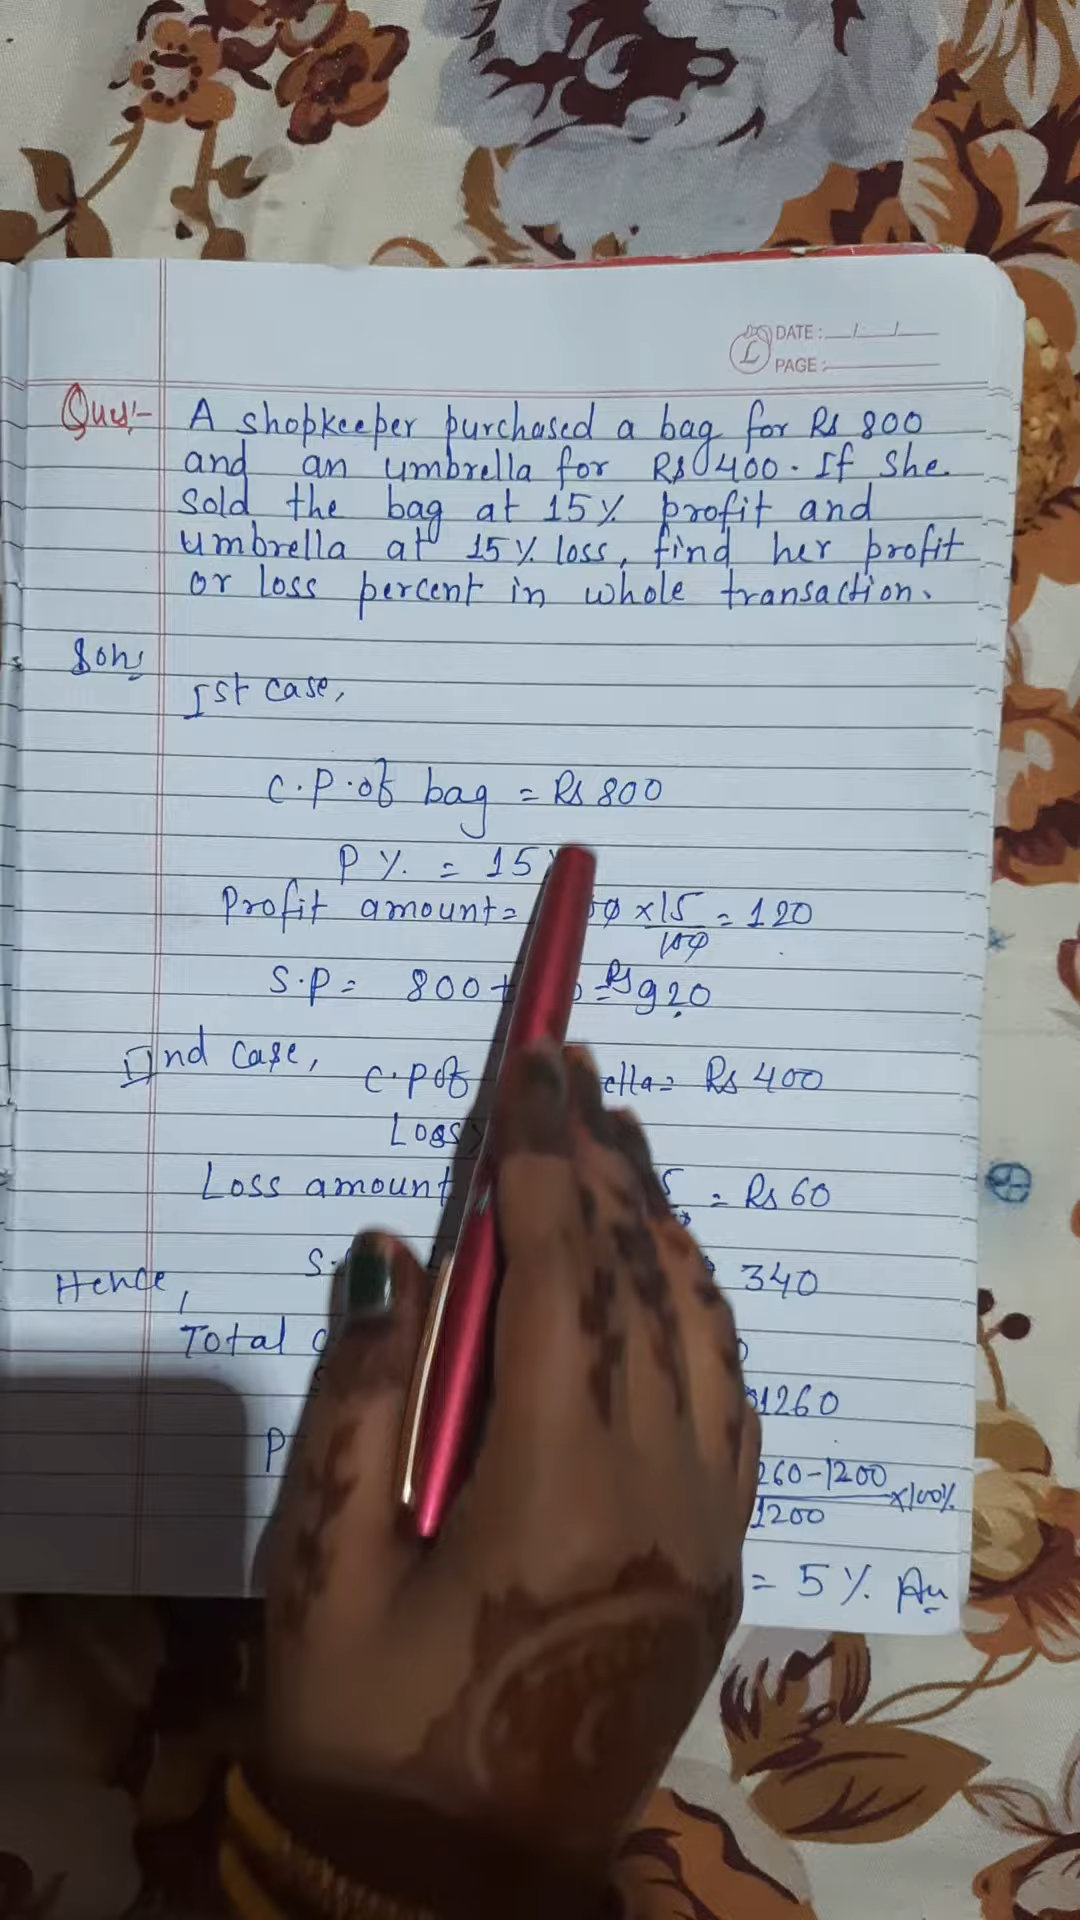 DATE :
PAGE :
Ques:- A shopkeeper purchased a bag for Rs 800
and an umbrella for Rs 400. If she
sold the bag at 15% profit and
umbrella at 15% loss, find her profit
or loss percent in whole transaction.
Soln
Ist case,
C.P. of bag = Rs 800
P % = 15
Profit amount = × 15 = 120
100
S.P = 800 + = Rs 920
IInd case,
C.P of = Rs 400
Loss
Loss amount = Rs 60
340
Hence,
Total
1260
260-1200 ×100%
1200
= 5 % Ans